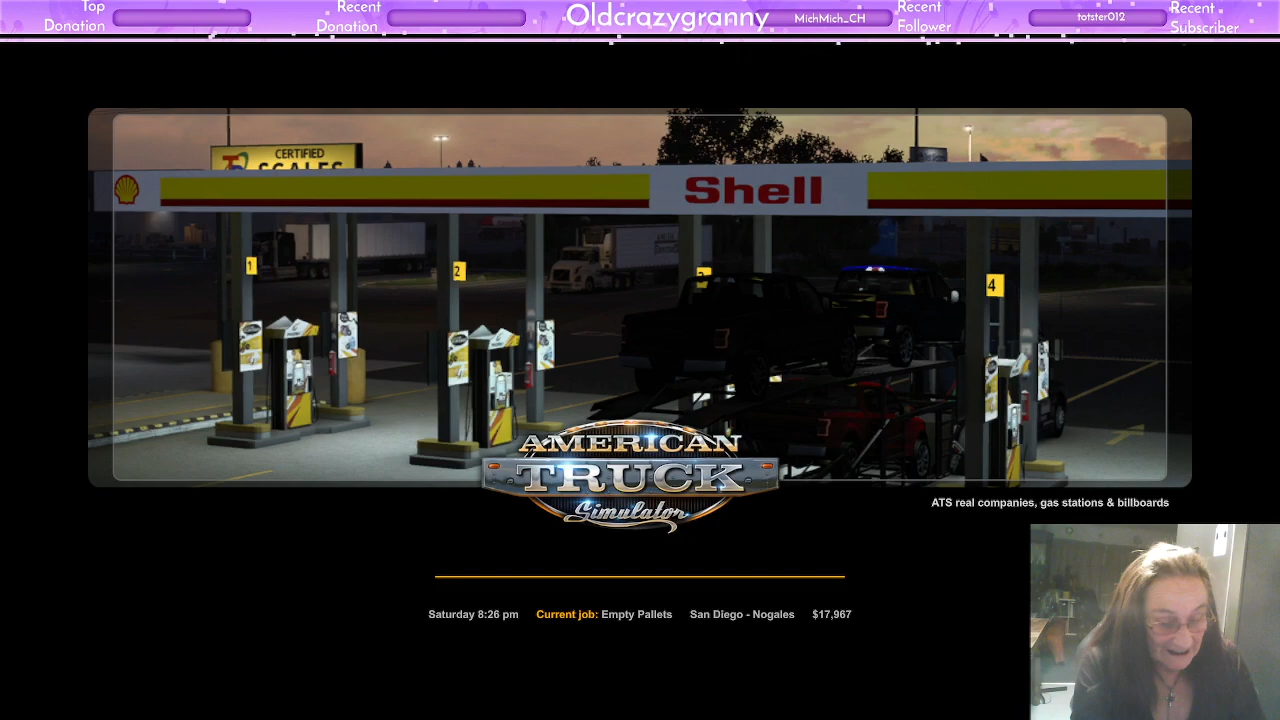 Top
Donation
Recent
Donation
Oldcrazygranny
MichMich_CH
Recent
Follower
totster012
Recent
Subscriber
CERTIFIED
SCALES
Shell
1
2
4
AMERICAN
TRUCK
Simulator
ATS real companies, gas stations & billboards
Saturday 8:26 pm Current job: Empty Pallets San Diego - Nogales $17,967